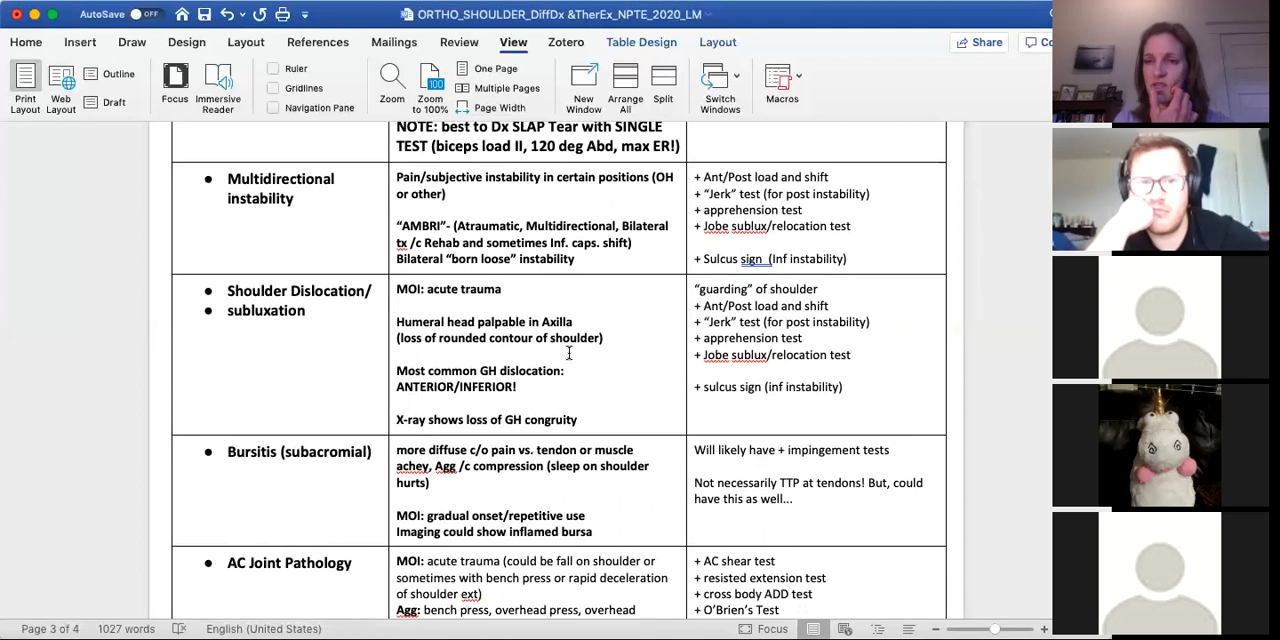 AutoSave OFF
ORTHO_SHOULDER_DiffDx &TherEx_NPTE_2020_LM
Home Insert Draw Design Layout References Mailings Review View Zotero Table Design Layout Share Co
Print Layout
Web Layout
Outline
Draft
Focus
Immersive Reader
Ruler
Gridlines
Navigation Pane
Zoom
Zoom to 100%
100
One Page
Multiple Pages
Page Width
New Window
Arrange All
Split
Switch Windows
Macros
NOTE: best to Dx SLAP Tear with SINGLE
TEST (biceps load II, 120 deg Abd, max ER!)
● Multidirectional
instability
Pain/subjective instability in certain positions (OH
or other)
“AMBRI”- (Atraumatic, Multidirectional, Bilateral
tx /c Rehab and sometimes Inf. caps. shift)
Bilateral “born loose” instability
+ Ant/Post load and shift
+ “Jerk” test (for post instability)
+ apprehension test
+ Jobe sublux/relocation test
+ Sulcus sign (Inf instability)
● Shoulder Dislocation/
● subluxation
MOI: acute trauma
Humeral head palpable in Axilla
(loss of rounded contour of shoulder)
Most common GH dislocation:
ANTERIOR/INFERIOR!
X-ray shows loss of GH congruity
“guarding” of shoulder
+ Ant/Post load and shift
+ “Jerk” test (for post instability)
+ apprehension test
+ Jobe sublux/relocation test
+ sulcus sign (inf instability)
● Bursitis (subacromial)
more diffuse c/o pain vs. tendon or muscle
achey, Agg /c compression (sleep on shoulder
hurts)
MOI: gradual onset/repetitive use
Imaging could show inflamed bursa
Will likely have + impingement tests
Not necessarily TTP at tendons! But, could
have this as well...
● AC Joint Pathology
MOI: acute trauma (could be fall on shoulder or
sometimes with bench press or rapid deceleration
of shoulder ext)
Agg: bench press, overhead press, overhead
+ AC shear test
+ resisted extension test
+ cross body ADD test
+ O’Brien’s Test
Page 3 of 4 1027 words English (United States) Focus